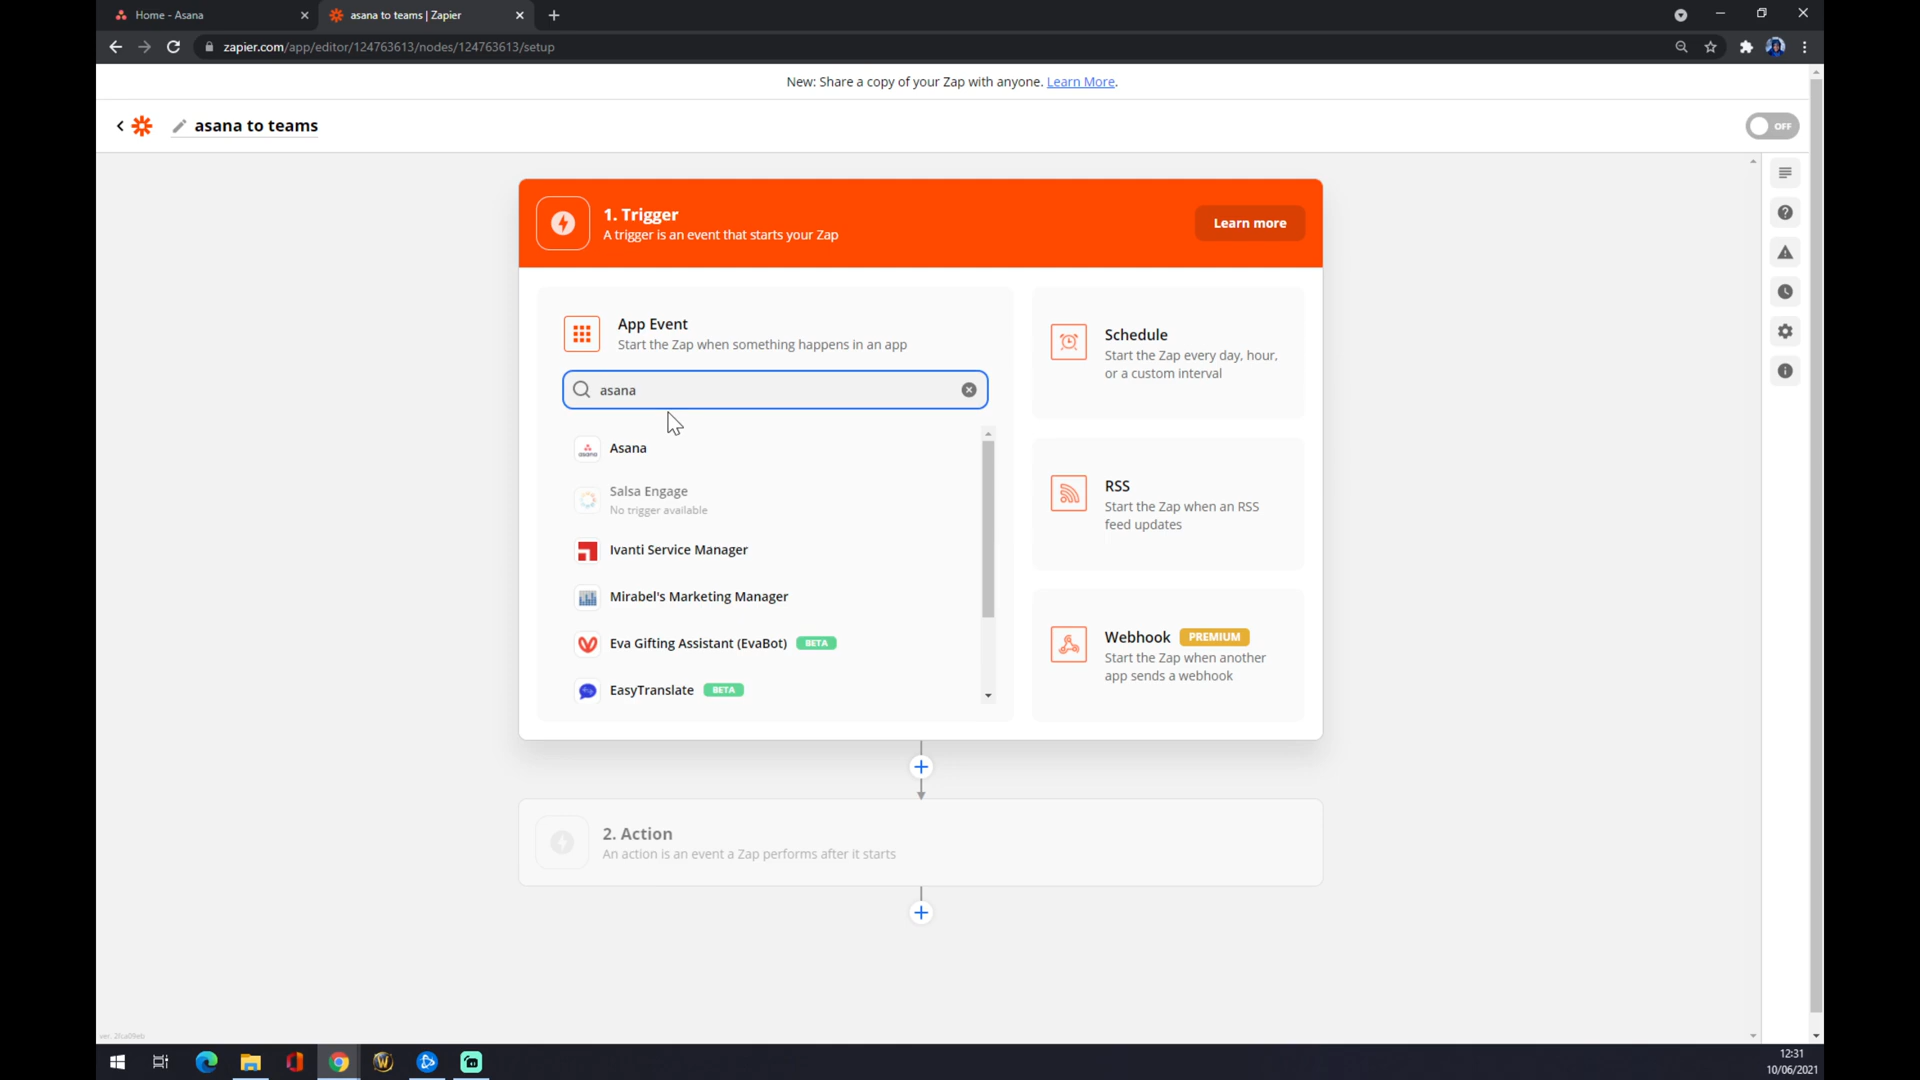 Home - Asana
asana to teams | Zapier
zapier.com/app/editor/124763613/nodes/124763613/setup
New: Share a copy of your Zap with anyone. Learn More.
asana to teams
OFF
1. Trigger
A trigger is an event that starts your Zap
Learn more
App Event
Start the Zap when something happens in an app
asana
asana
Asana
Salsa Engage
No trigger available
Ivanti Service Manager
Mirabel's Marketing Manager
Eva Gifting Assistant (EvaBot) BETA
EasyTranslate BETA
Schedule
Start the Zap every day, hour,
or a custom interval
RSS
Start the Zap when an RSS
feed updates
Webhook PREMIUM
Start the Zap when another
app sends a webhook
2. Action
An action is an event a Zap performs after it starts
12:31
10/06/2021